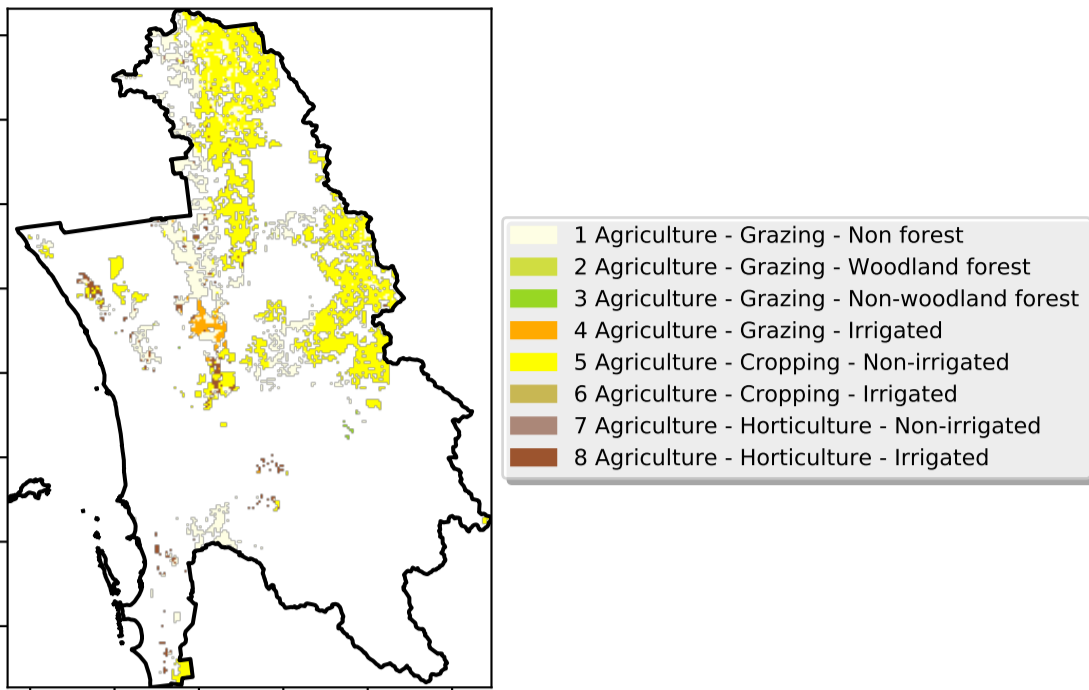 1 Agriculture - Grazing - Non forest
2 Agriculture - Grazing - Woodland forest
3 Agriculture - Grazing - Non-woodland forest
4 Agriculture - Grazing - Irrigated
5 Agriculture - Cropping - Non-irrigated
6 Agriculture - Cropping - Irrigated
7 Agriculture - Horticulture - Non-irrigated
8 Agriculture - Horticulture - Irrigated